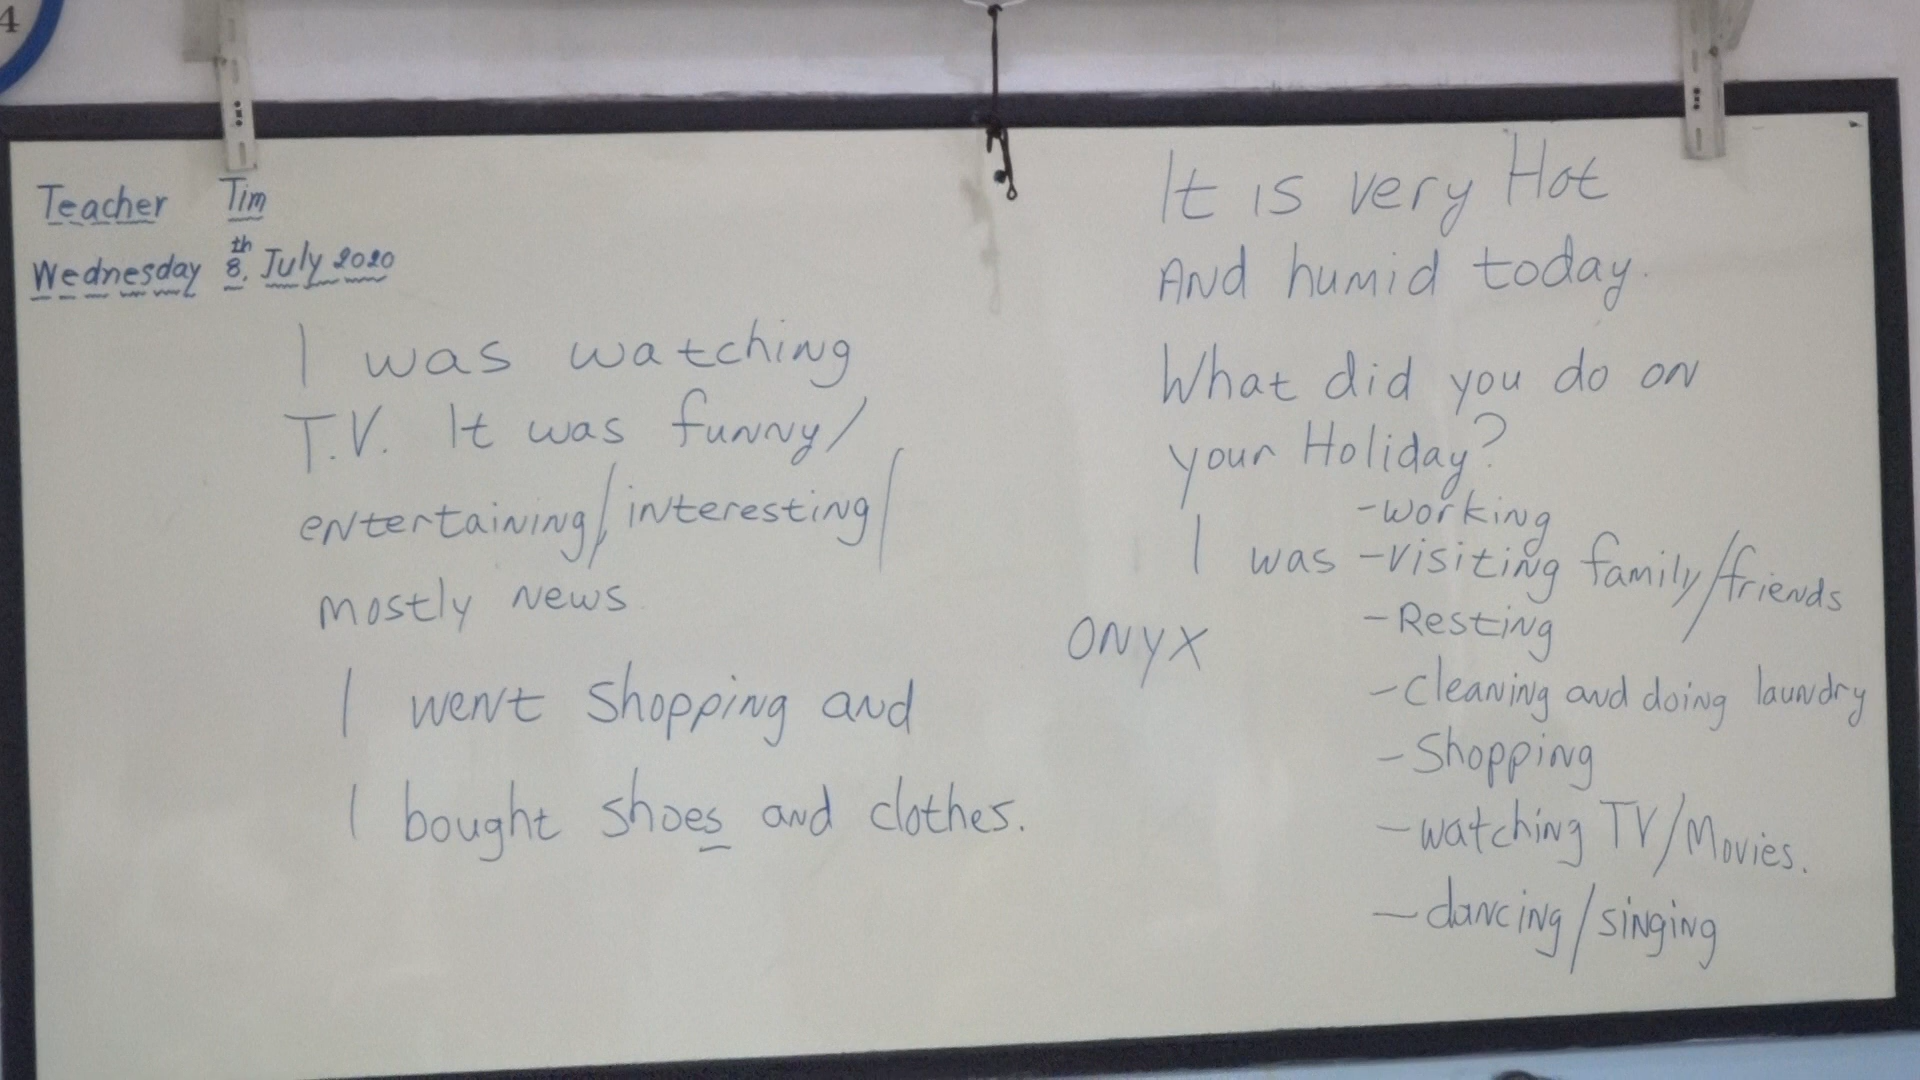 4
Teacher Tim
Wednesday 8th, July 2020
I was watching
T.V. It was funny/
entertaining/interesting/
mostly news
I went Shopping and
I bought shoes and clothes.
It is very Hot
And humid today.
What did you do on
your Holiday?
-working
I was -visiting family/friends
-Resting
ONYX
-Cleaning and doing laundry
-Shopping
-watching TV/Movies.
-dancing/singing